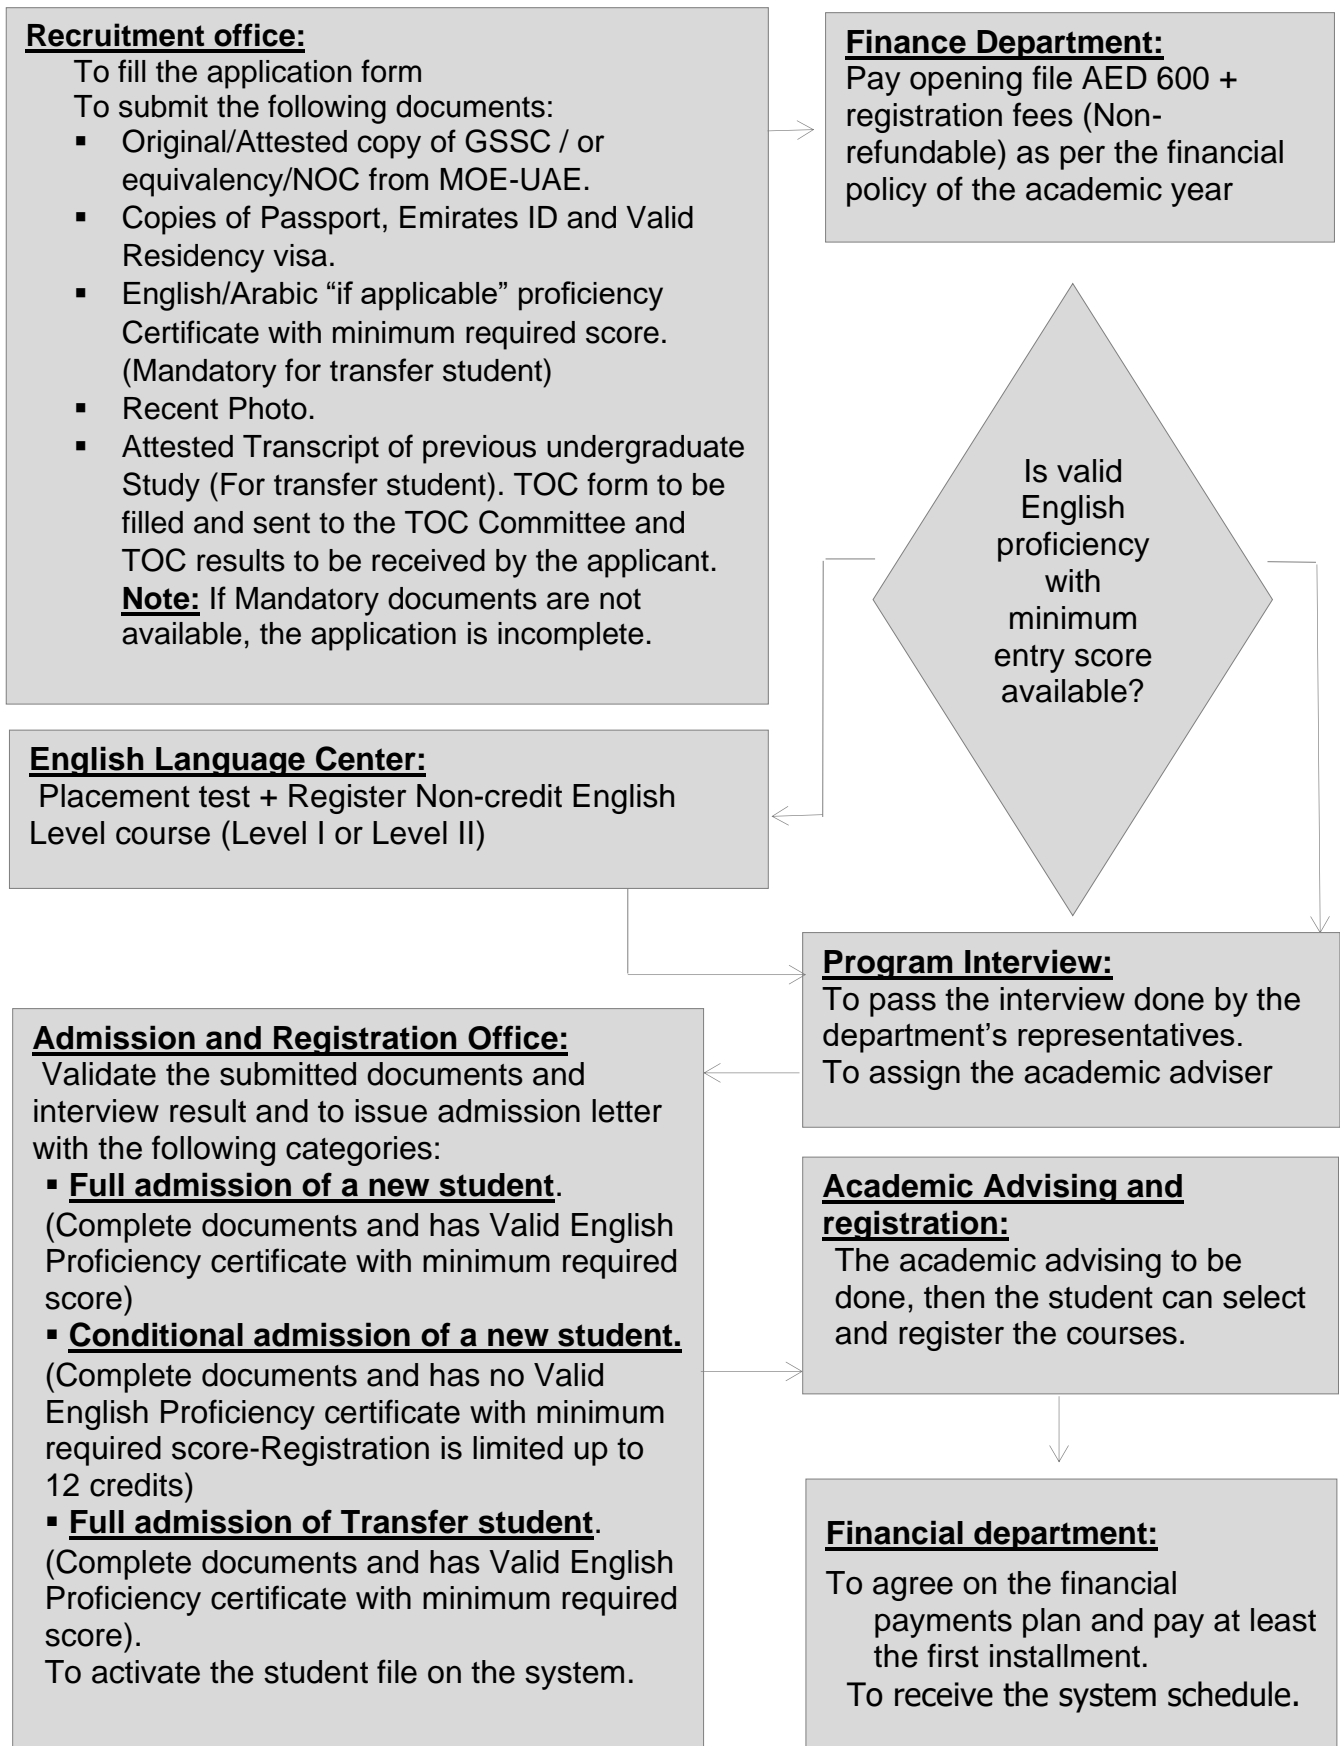 Recruitment office:
To fill the application form
To submit the following documents:
▪ Original/Attested copy of GSSC / or
equivalency/NOC from MOE-UAE.
▪ Copies of Passport, Emirates ID and Valid
Residency visa.
▪ English/Arabic “if applicable” proficiency
Certificate with minimum required score.
(Mandatory for transfer student)
▪ Recent Photo.
▪ Attested Transcript of previous undergraduate
Study (For transfer student). TOC form to be
filled and sent to the TOC Committee and
TOC results to be received by the applicant.
Note: If Mandatory documents are not
available, the application is incomplete.
Finance Department:
Pay opening file AED 600 +
registration fees (Non-
refundable) as per the financial
policy of the academic year
Is valid
English
proficiency
with
minimum
entry score
available?
English Language Center:
Placement test + Register Non-credit English
Level course (Level I or Level II)
Program Interview:
To pass the interview done by the
department’s representatives.
To assign the academic adviser
Admission and Registration Office:
Validate the submitted documents and
interview result and to issue admission letter
with the following categories:
▪ Full admission of a new student.
(Complete documents and has Valid English
Proficiency certificate with minimum required
score)
▪ Conditional admission of a new student.
(Complete documents and has no Valid
English Proficiency certificate with minimum
required score-Registration is limited up to
12 credits)
▪ Full admission of Transfer student.
(Complete documents and has Valid English
Proficiency certificate with minimum required
score).
To activate the student file on the system.
Academic Advising and
registration:
The academic advising to be
done, then the student can select
and register the courses.
Financial department:
To agree on the financial
payments plan and pay at least
the first installment.
To receive the system schedule.